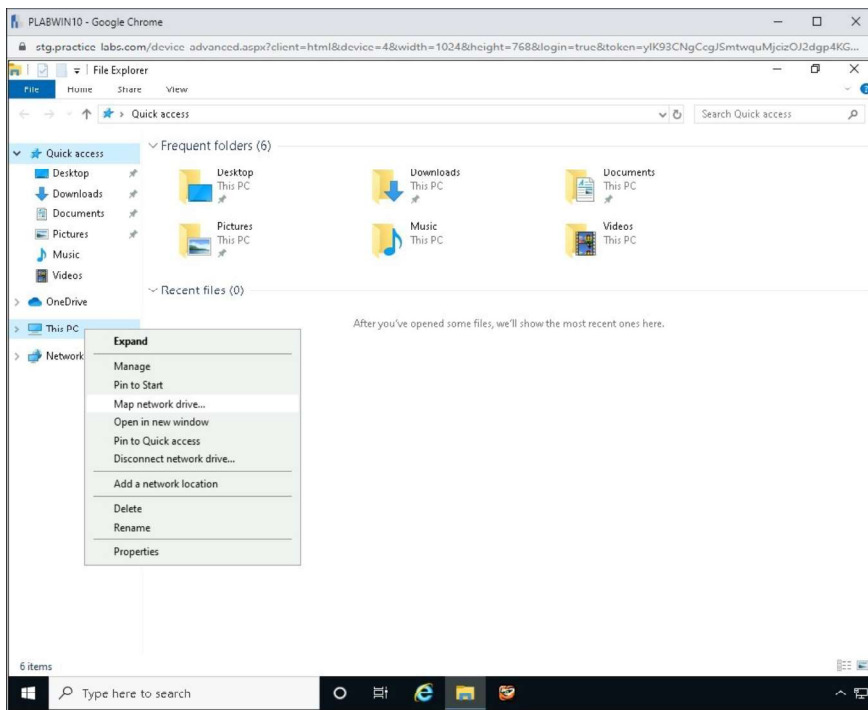 PLABWIN10 - Google Chrome
stg.practice-labs.com/device-advanced.aspx?client=html&device=4&width=1024&height=768&login=true&token=yIK93CNgCcgJSmtwquMjcizOJ2dgp4KG...
File Explorer
File Home Share View
Quick access
Search Quick access
Quick access
Desktop
Downloads
Documents
Pictures
Music
Videos
OneDrive
This PC
Network
Frequent folders (6)
Desktop
This PC
Downloads
This PC
Documents
This PC
Pictures
This PC
Music
This PC
Videos
This PC
Recent files (0)
After you've opened some files, we'll show the most recent ones here.
Expand
Manage
Pin to Start
Map network drive...
Open in new window
Pin to Quick access
Disconnect network drive...
Add a network location
Delete
Rename
Properties
6 items
Type here to search